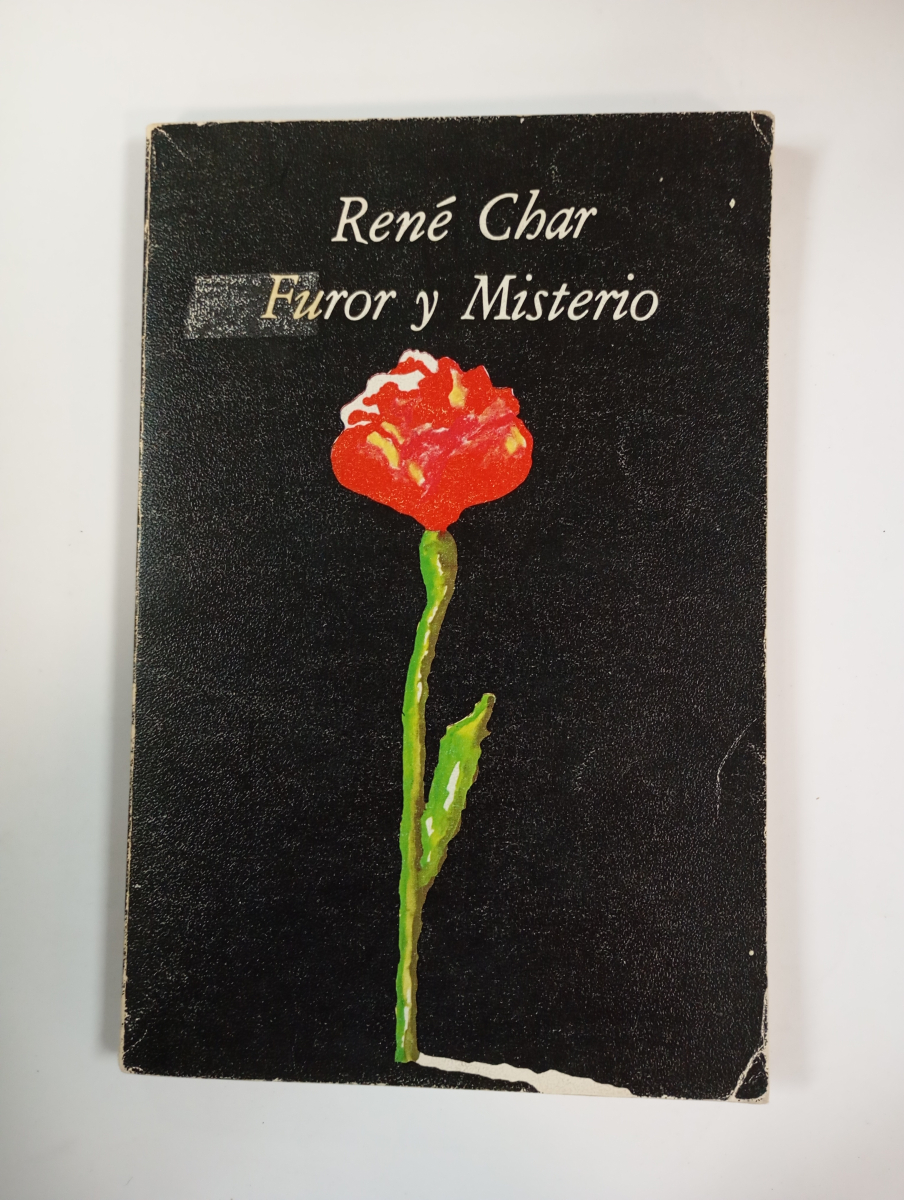 René Char
Furor y Misterio